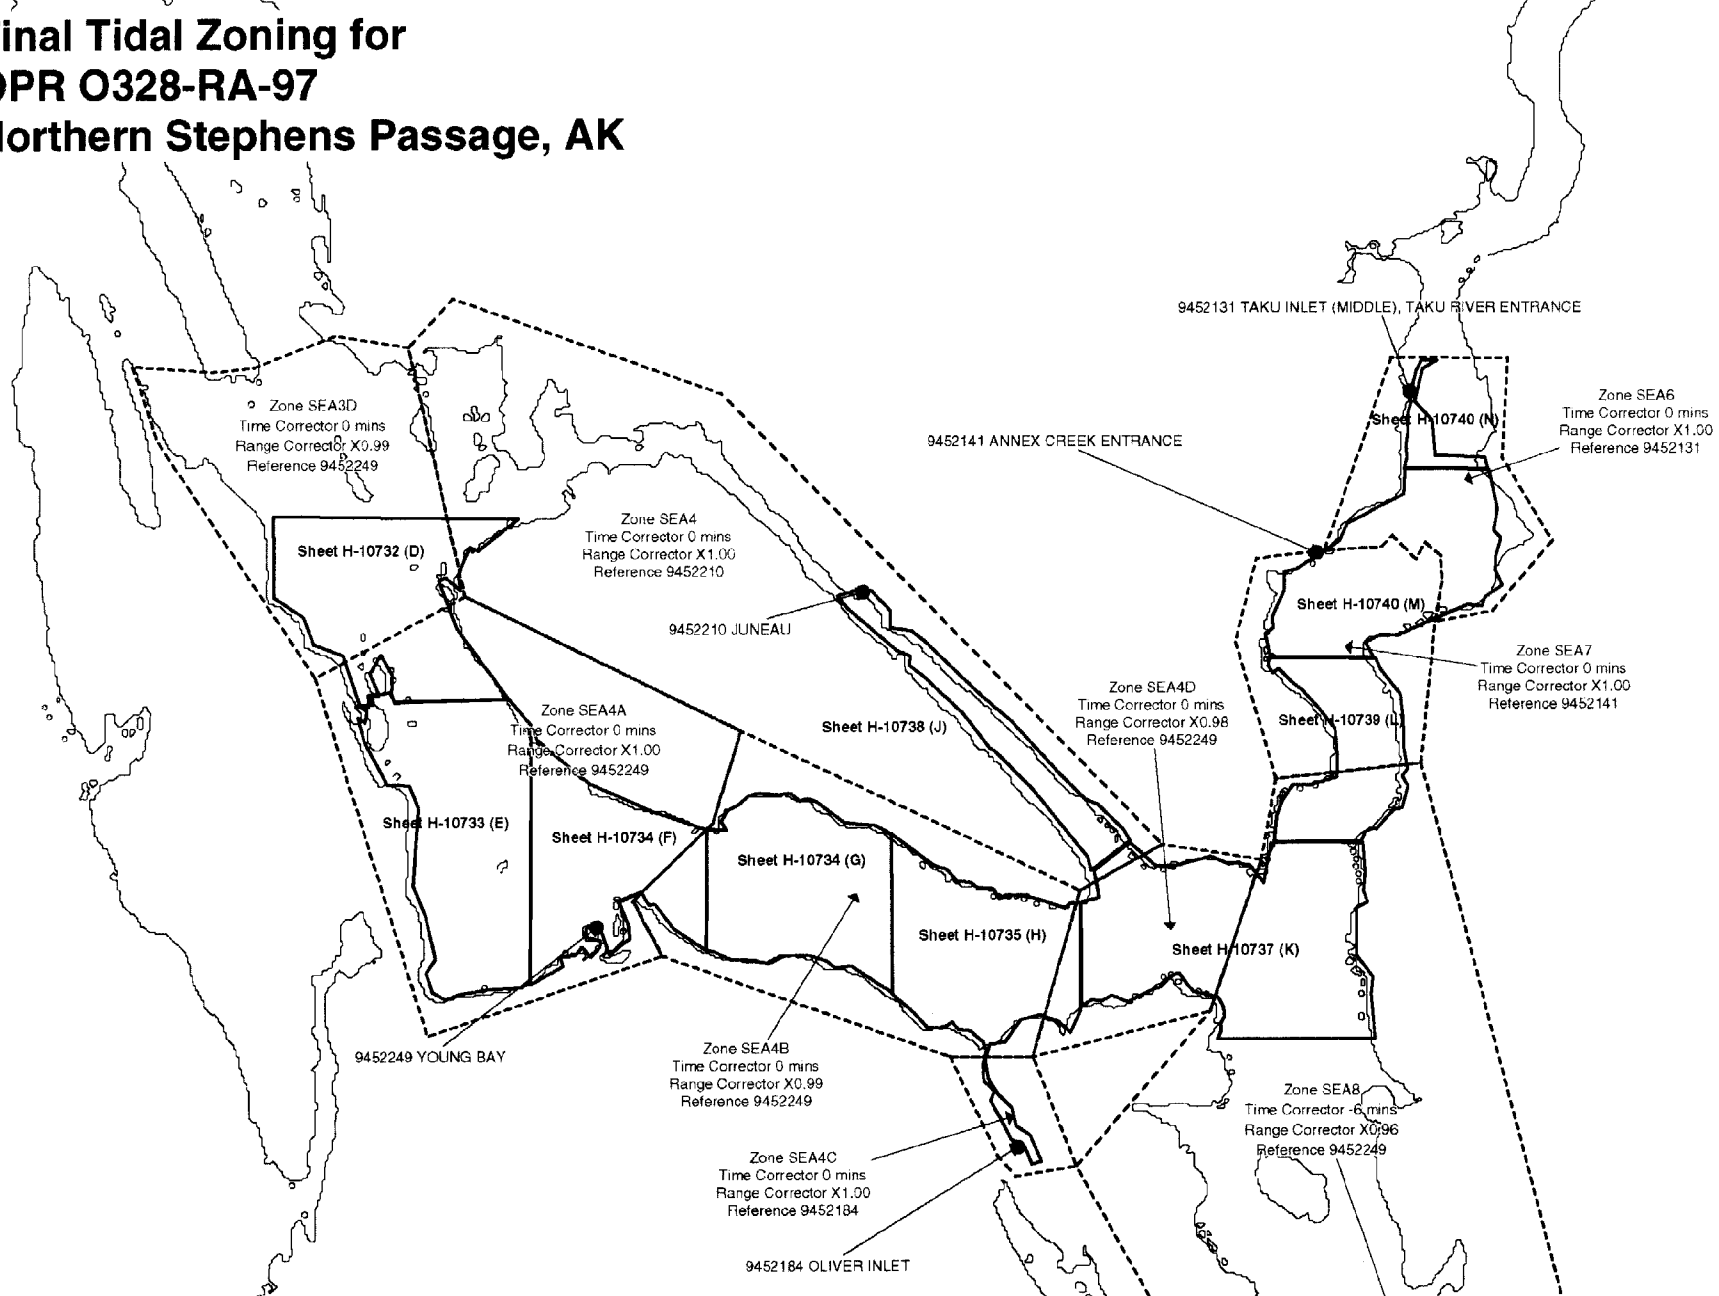 inal Tidal Zoning for
OPR O328-RA-97
Northern Stephens Passage, AK
9452131 TAKU INLET (MIDDLE), TAKU RIVER ENTRANCE
Zone SEA3D
Time Corrector 0 mins
Range Corrector X0.99
Reference 9452249
Sheet H-10740 (N)
Zone SEA6
Time Corrector 0 mins
Range Corrector X1.00
Reference 9452131
9452141 ANNEX CREEK ENTRANCE
Sheet H-10732 (D)
Zone SEA4
Time Corrector 0 mins
Range Corrector X1.00
Reference 9452210
Sheet H-10740 (M)
9452210 JUNEAU
Zone SEA7
Time Corrector 0 mins
Range Corrector X1.00
Reference 9452141
Zone SEA4A
Time Corrector 0 mins
Range Corrector X1.00
Reference 9452249
Sheet H-10738 (J)
Zone SEA4D
Time Corrector 0 mins
Range Corrector X0.98
Reference 9452249
Sheet H-10739 (L)
Sheet H-10733 (E)
Sheet H-10734 (F)
Sheet H-10734 (G)
Sheet H-10735 (H)
Sheet H-10737 (K)
9452249 YOUNG BAY
Zone SEA4B
Time Corrector 0 mins
Range Corrector X0.99
Reference 9452249
Zone SEA8
Time Corrector -6 mins
Range Corrector X0.96
Reference 9452249
Zone SEA4C
Time Corrector 0 mins
Range Corrector X1.00
Reference 9452184
9452184 OLIVER INLET